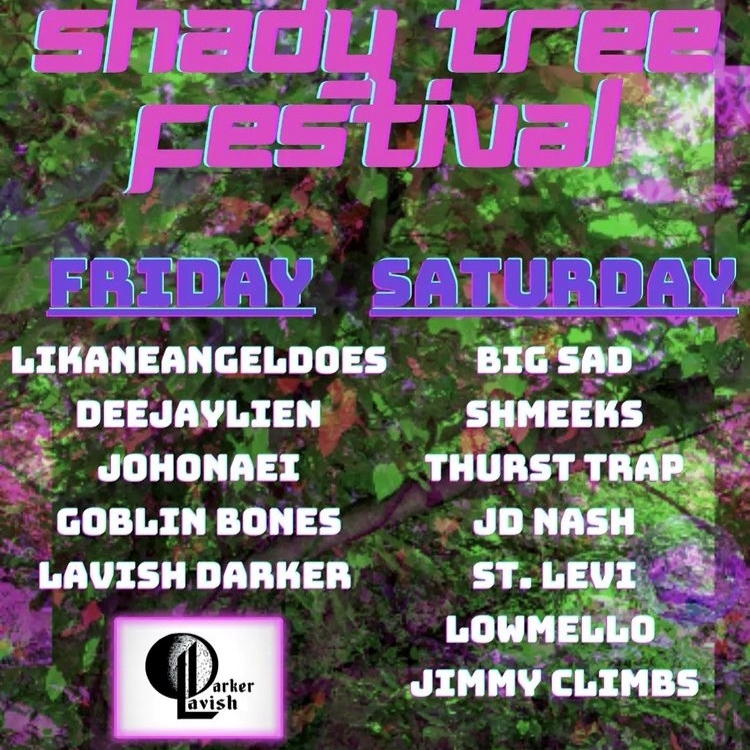 shady tree
festival
FRIDAY
LIKANEANGELDOES
DEEJAYLIEN
JOHONAEI
GOBLIN BONES
LAVISH DARKER
Darker
Lavish
SATURDAY
BIG SAD
SHMEEKS
THURST TRAP
JD NASH
ST. LEVI
LOWMELLO
JIMMY CLIMBS